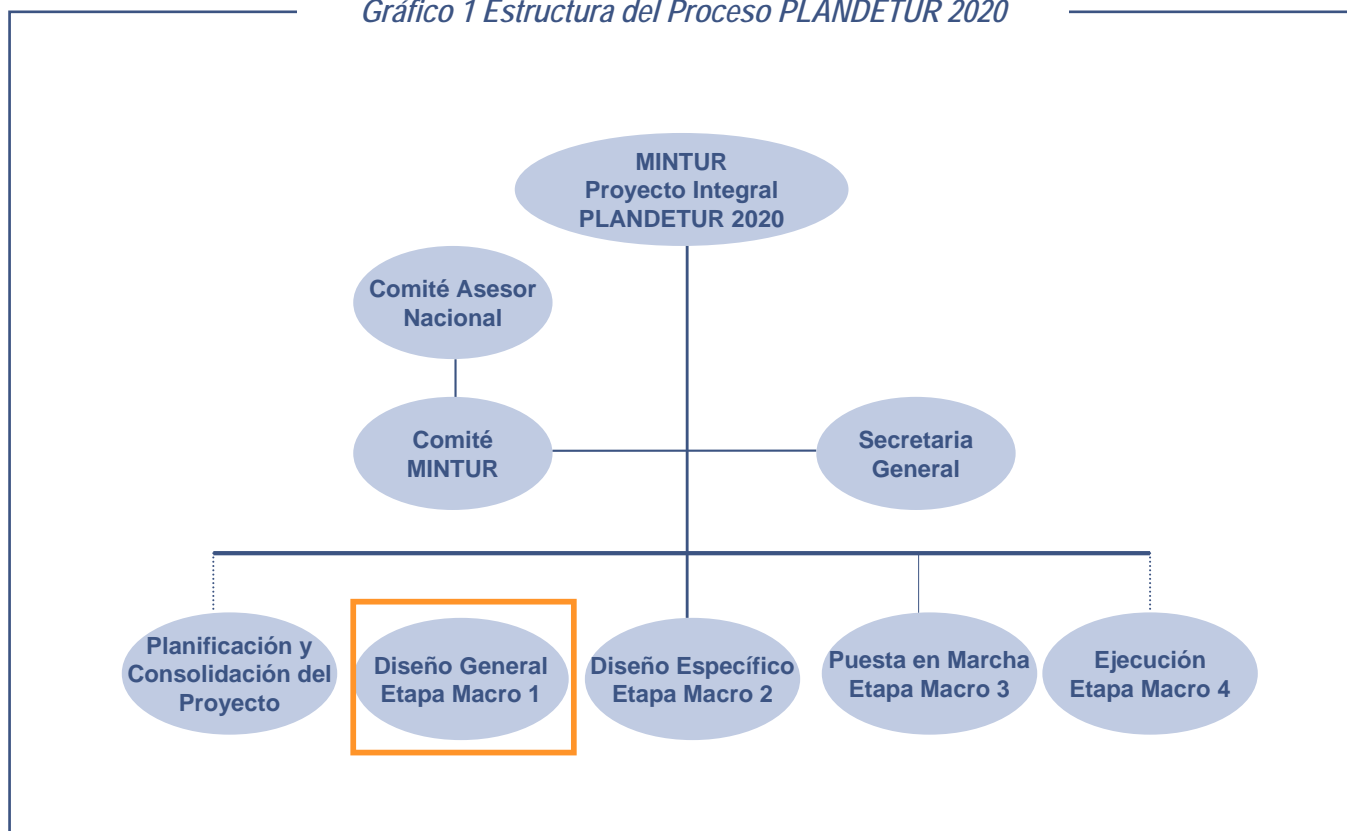 Gráfico 1 Estructura del Proceso PLANDETUR 2020
MINTUR
Proyecto Integral
PLANDETUR 2020
Comité Asesor
Nacional
Comité
MINTUR
Secretaria
General
Planificación y
Consolidación del
Proyecto
Diseño General
Etapa Macro 1
Diseño Específico
Etapa Macro 2
Puesta en Marcha
Etapa Macro 3
Ejecución
Etapa Macro 4